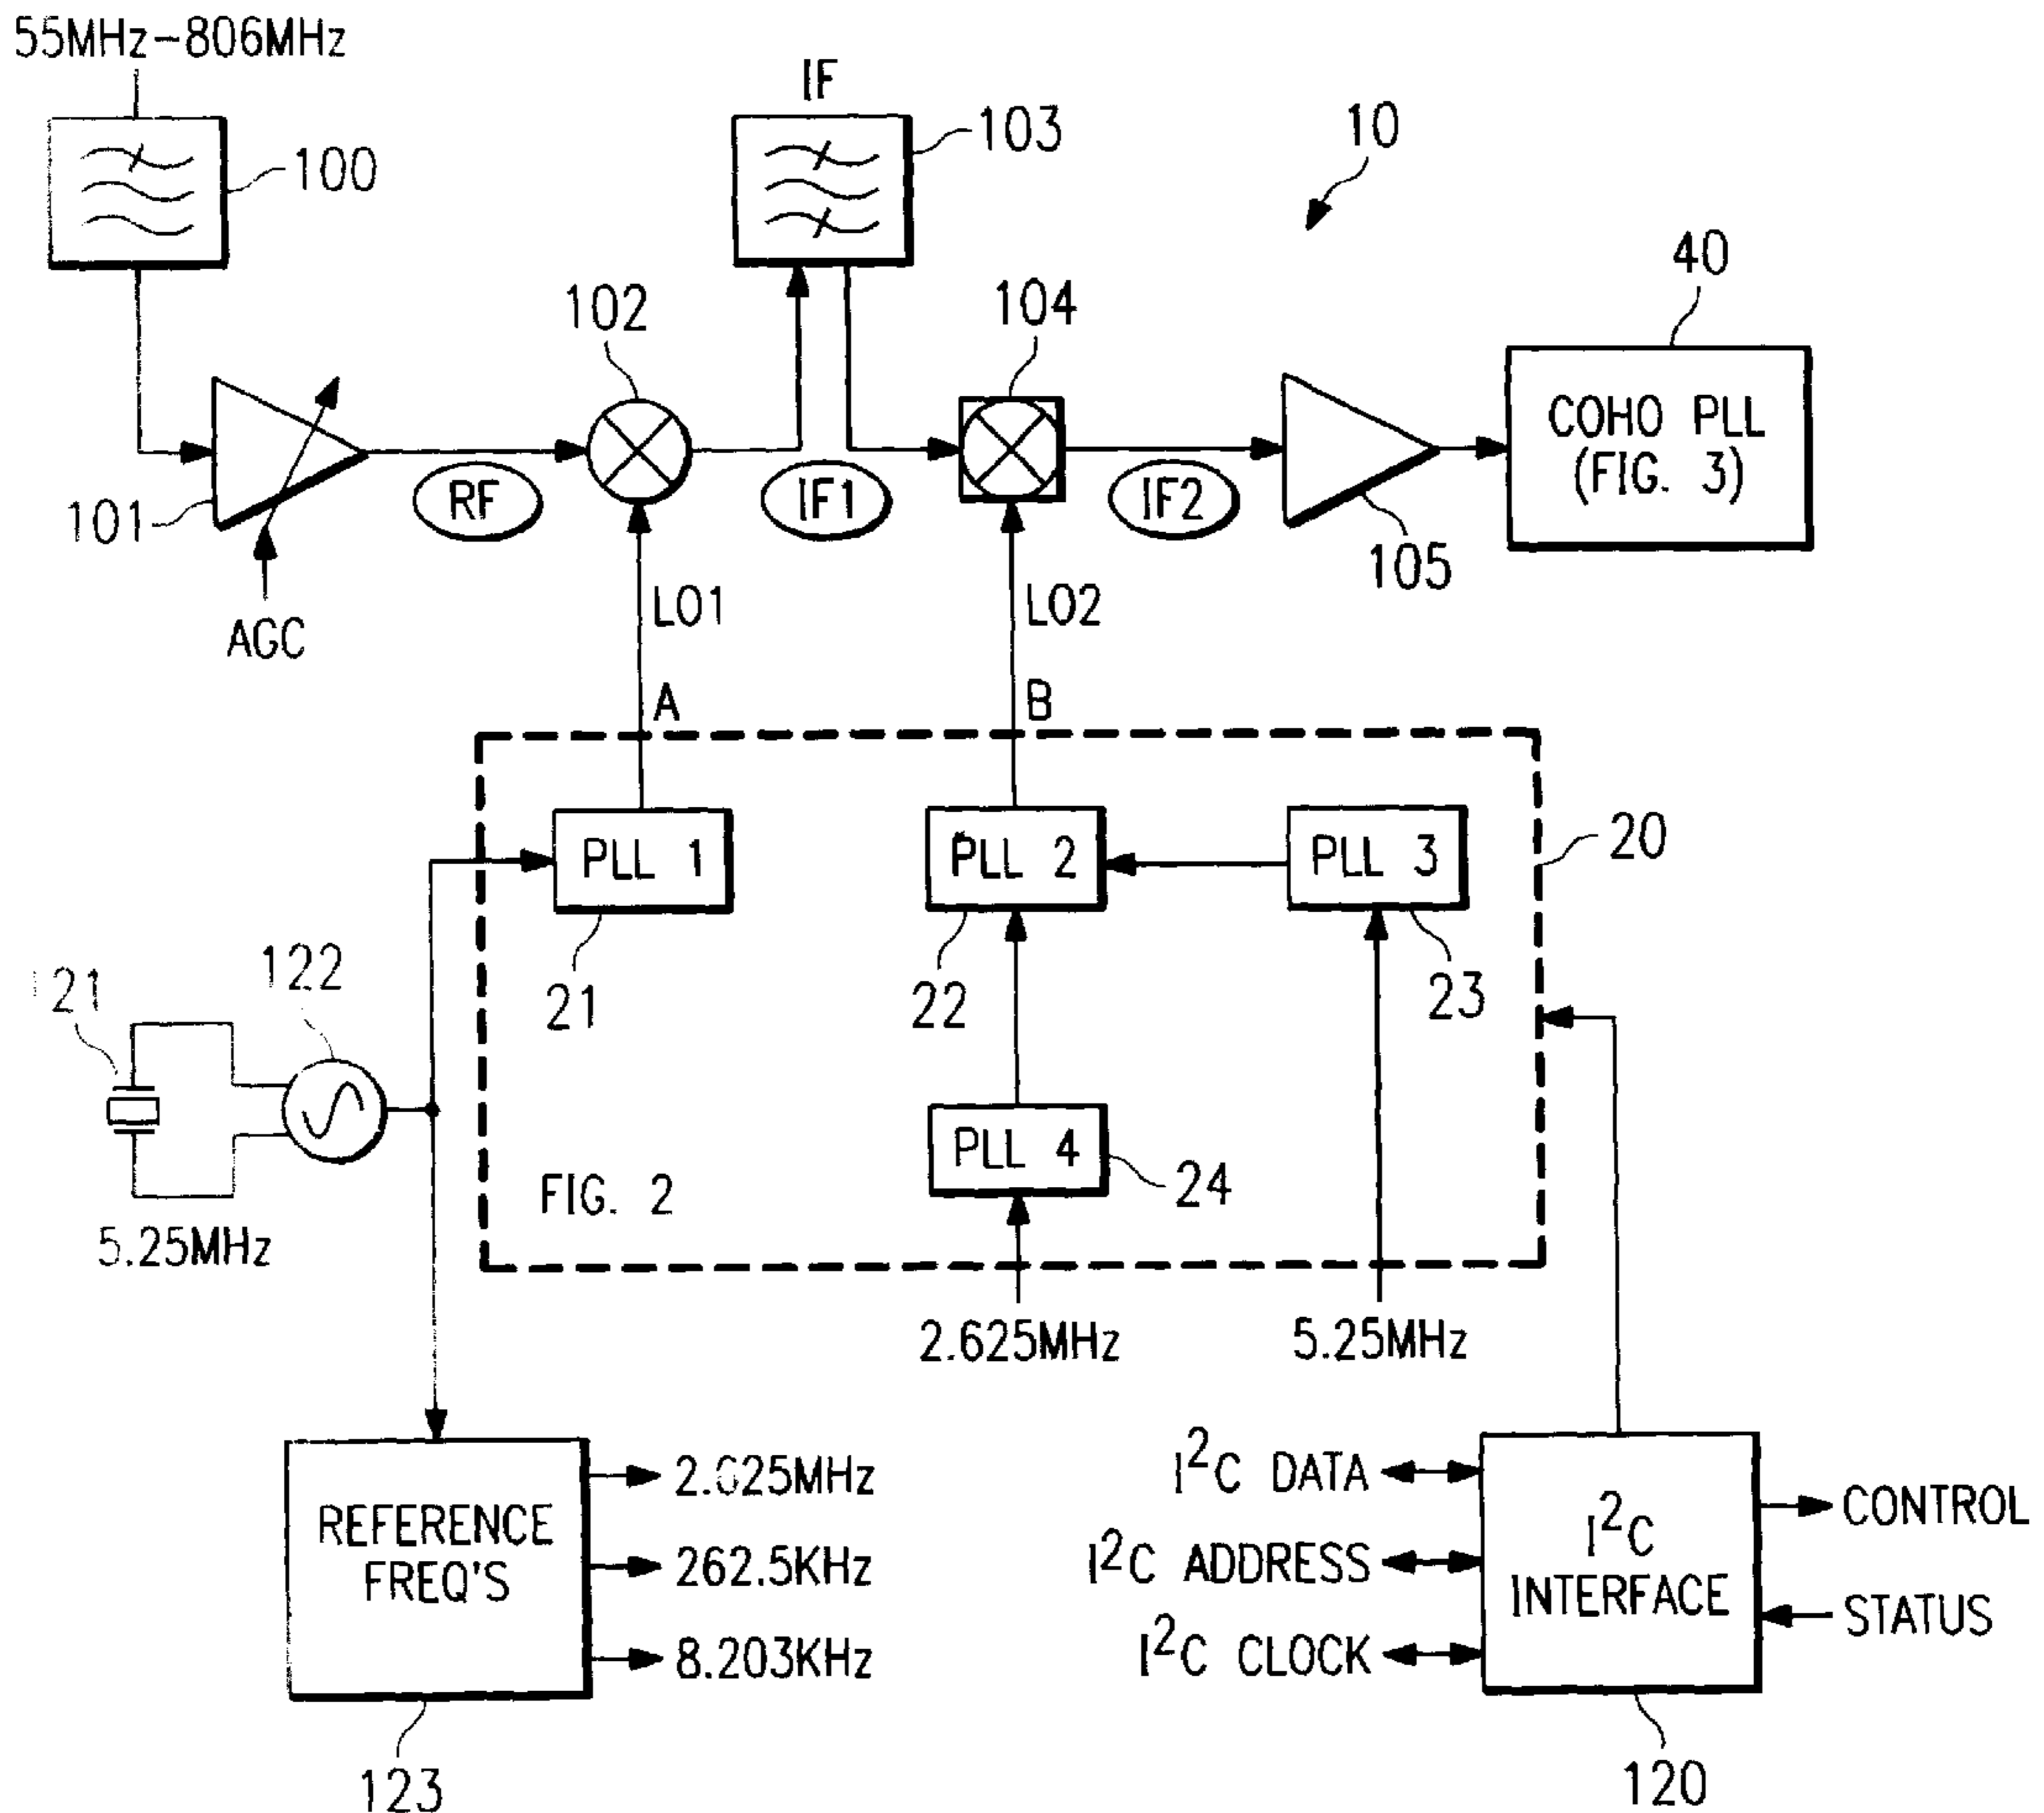 55MHz-806MHz
IF
100
103
10
40
102
104
COHO PLL
(FIG. 3)
RF
IF1
IF2
101
105
AGC
LO1
LO2
A
B
PLL 1
PLL 2
PLL 3
20
21
22
23
121
122
PLL 4
24
FIG. 2
5.25MHz
2.625MHz
5.25MHz
REFERENCE
FREQ'S
2.625MHz
262.5KHz
8.203KHz
123
I²C DATA
I²C ADDRESS
I²C CLOCK
I²C
INTERFACE
CONTROL
STATUS
120